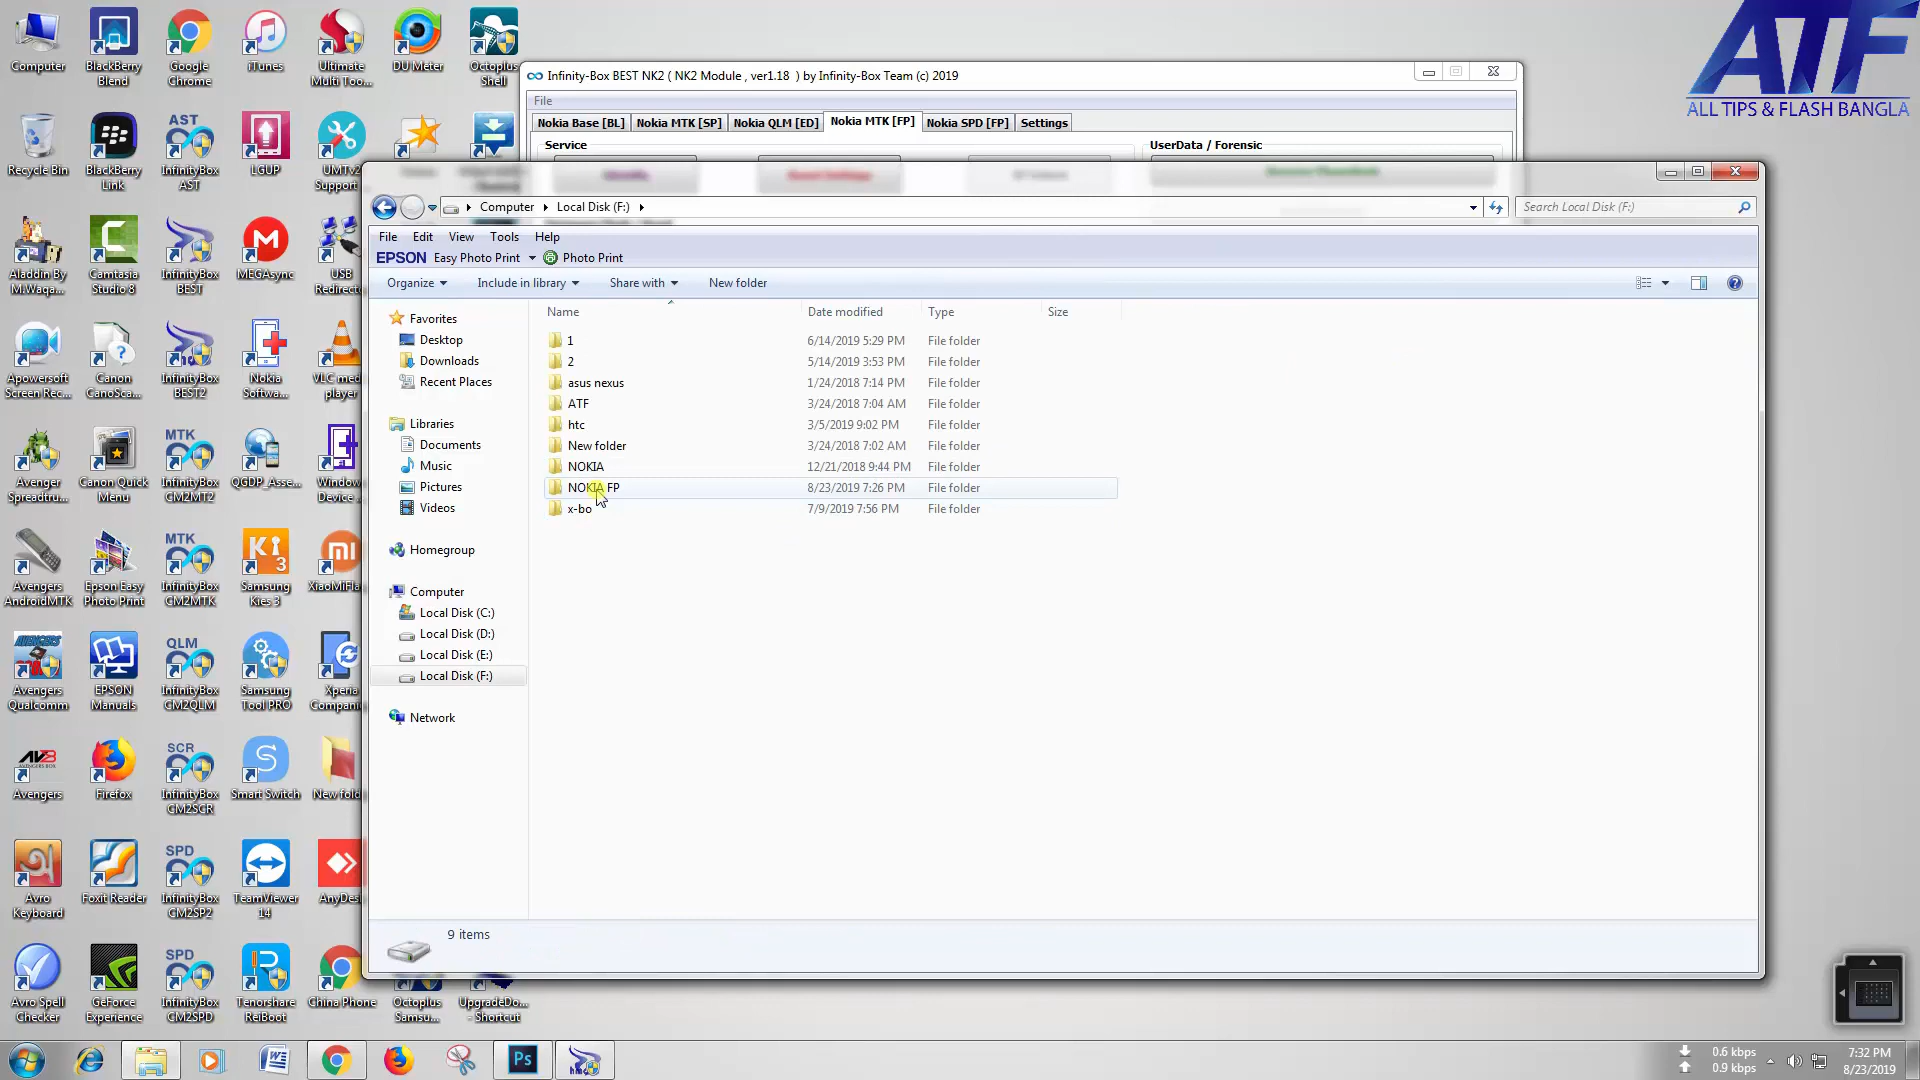 Computer
BlackBerry Blend
Google Chrome
iTunes
Ultimate Multi Too...
DU Meter
Octoplus Shell
Recycle Bin
BlackBerry Link
AST
InfinityBox AST
LGUP
UMTv2 Support
Aladdin By M.Waqa...
Camtasia Studio 8
InfinityBox BEST
MEGAsync
USB Redirecto
Apowersoft Screen Rec...
Canon CanoSca...
InfinityBox BEST2
Nokia Softwa...
VLC med player
Avenger Spreadtru...
Canon Quick Menu
MTK
InfinityBox CM2MT2
QGDP_Asse...
Window Device
Avengers AndroidMTK
Epson Easy Photo Print
MTK
InfinityBox CM2MTK
Ki 3
Samsung Kies 3
XiaoMiFla
AVENGERS BOX
Avengers Qualcomm
EPSON Manuals
QLM
InfinityBox CM2QLM
Samsung Tool PRO
Xperia Compani
Avengers
Firefox
SCR
InfinityBox CM2SCR
Smart Switch
New fold
Avro Keyboard
Foxit Reader
SPD
InfinityBox CM2SP2
TeamViewer 14
AnyDes
Avro Spell Checker
GeForce Experience
SPD
InfinityBox CM2SPD
Tenorshare ReiBoot
China Phone
Octoplus Samsu...
UpgradeDo... - Shortcut
Infinity-Box BEST NK2 ( NK2 Module , ver1.18 ) by Infinity-Box Team (c) 2019
File
Nokia Base [BL] Nokia MTK [SP] Nokia QLM [ED] Nokia MTK [FP] Nokia SPD [FP] Settings
Service
UserData / Forensic
ATF
ALL TIPS & FLASH BANGLA
Computer Local Disk (F:)
Search Local Disk (F:)
File Edit View Tools Help
EPSON Easy Photo Print Photo Print
Organize Include in library Share with New folder
Favorites
Desktop
Downloads
Recent Places
Libraries
Documents
Music
Pictures
Videos
Homegroup
Computer
Local Disk (C:)
Local Disk (D:)
Local Disk (E:)
Local Disk (F:)
Network
Name Date modified Type Size
1 6/14/2019 5:29 PM File folder
2 5/14/2019 3:53 PM File folder
asus nexus 1/24/2018 7:14 PM File folder
ATF 3/24/2018 7:04 AM File folder
htc 3/5/2019 9:02 PM File folder
New folder 3/24/2018 7:02 AM File folder
NOKIA 12/21/2018 9:44 PM File folder
NOKIA FP 8/23/2019 7:26 PM File folder
x-bo 7/9/2019 7:56 PM File folder
9 items
Ps
0.6 kbps
0.9 kbps
7:32 PM
8/23/2019